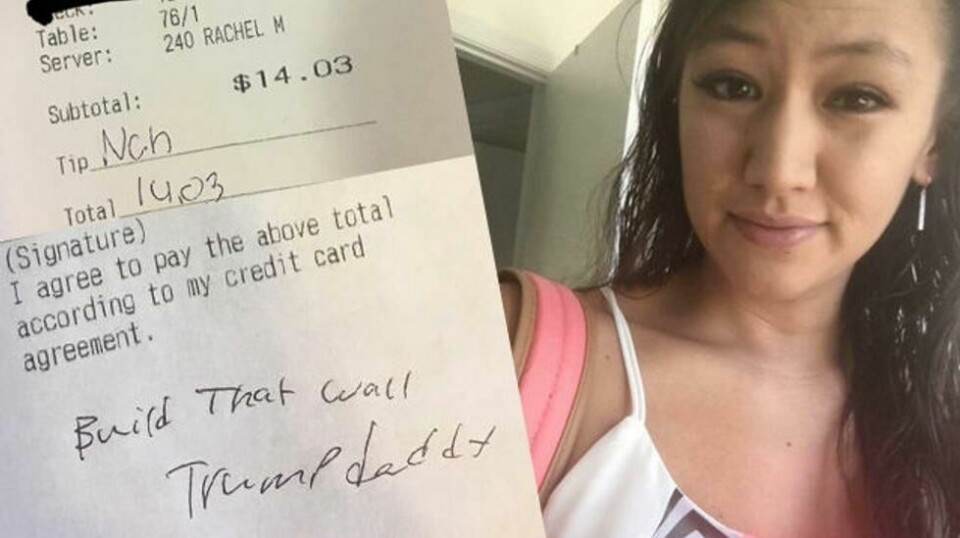 Table: 76/1
Server: 240 RACHEL M
Subtotal: $14.03
Tip Nah
Total 14.03
(Signature)
I agree to pay the above total
according to my credit card
agreement.
Build That wall
Trump daddy